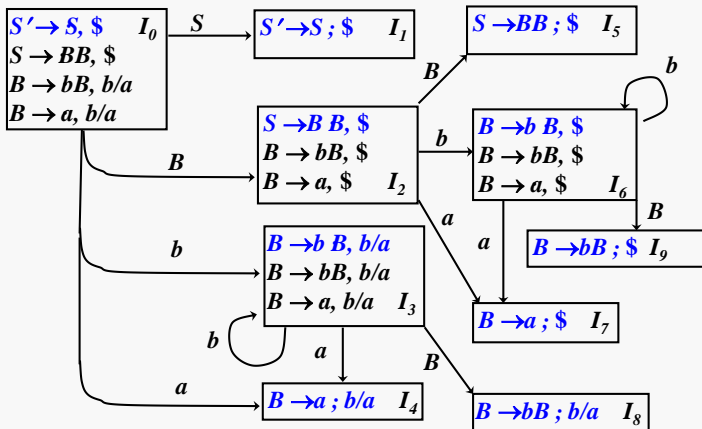 S′→ S, $ I₀
S → BB, $
B → bB, b/a
B → a, b/a
S
S′→S ; $ I₁
S →BB ; $ I₅
B
b
B
S →B B, $
B → bB, $
B → a, $ I₂
b
B → b B, $
B → bB, $
B → a, $ I₆
a
a
B
B →bB ; $ I₉
b
B → b B, b/a
B → bB, b/a
B → a, b/a I₃
b
a
B
B →a ; $ I₇
a
B →a ; b/a I₄
B →bB ; b/a I₈